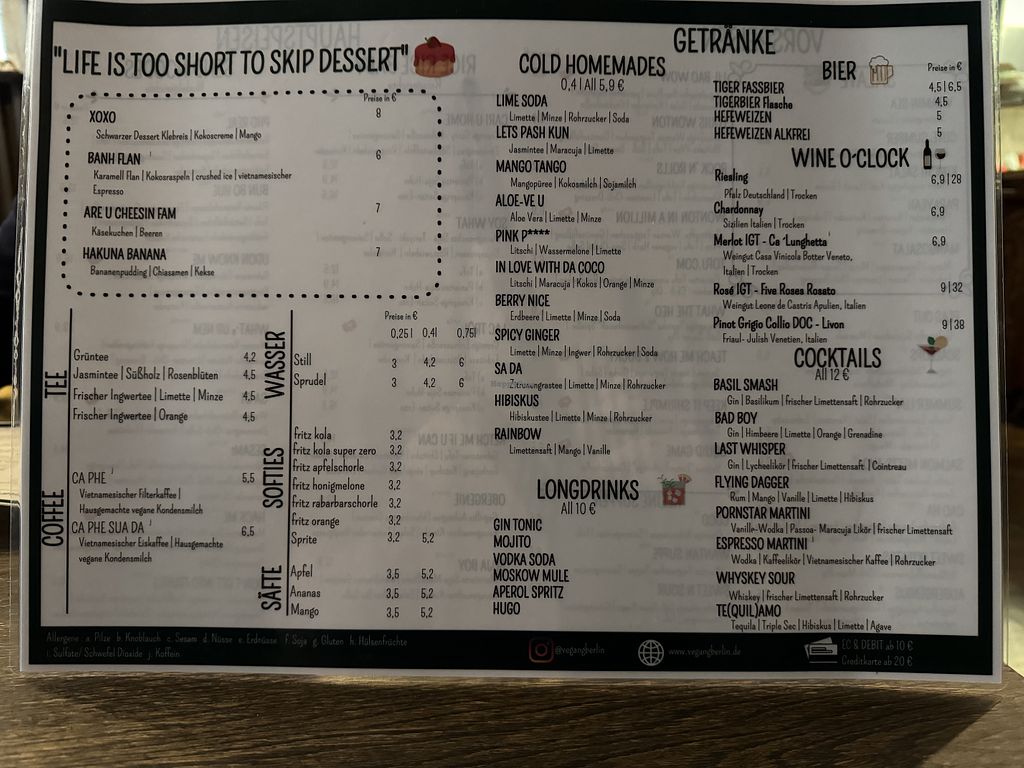 "LIFE IS TOO SHORT TO SKIP DESSERT"
Preise in €
XOXO 8
Schwarzer Dessert Klebreis | Kokoscreme | Mango
BANH FLAN 6
Karamell Flan | Kokosraspeln | crushed ice | vietnamesischer
Espresso
ARE U CHEESIN FAM 7
Käsekuchen | Beeren
HAKUNA BANANA 7
Bananenpudding | Chiasamen | Kekse
TEE
Grüntee 4,2
Jasmintee | Süßholz | Rosenblüten 4,5
Frischer Ingwertee | Limette | Minze 4,5
Frischer Ingwertee | Orange 4,5
COFFEE
CA PHE j 5,5
Vietnamesischer Filterkaffee |
Hausgemachte vegane Kondensmilch
CA PHE SUA DA j 6,5
Vietnamesischer Eiskaffee | Hausgemachte
vegane Kondensmilch
WASSER
Preise in €
0,25l 0,4l 0,75l
Still 3 4,2 6
Sprudel 3 4,2 6
SOFTIES
fritz kola 3,2
fritz kola super zero 3,2
fritz apfelschorle 3,2
fritz honigmelone 3,2
fritz rabarbarschorle 3,2
fritz orange 3,2
Sprite 3,2 5,2
SÄFTE
Apfel 3,5 5,2
Ananas 3,5 5,2
Mango 3,5 5,2
GETRÄNKE
COLD HOMEMADES
0,4 | All 5,9 €
LIME SODA
Limette | Minze | Rohrzucker | Soda
LETS PASH KUN
Jasmintee | Maracuja | Limette
MANGO TANGO
Mangopüree | Kokosmilch | Sojamilch
ALOE-VE U
Aloe Vera | Limette | Minze
PINK P****
Litschi | Wassermelone | Limette
IN LOVE WITH DA COCO
Litschi | Maracuja | Kokos | Orange | Minze
BERRY NICE
Erdbeere | Limette | Minze | Soda
SPICY GINGER
Limette | Minze | Ingwer | Rohrzucker | Soda
SA DA
Zitronengrastee | Limette | Minze | Rohrzucker
HIBISKUS
Hibiskustee | Limette | Minze | Rohrzucker
RAINBOW
Limettensaft | Mango | Vanille
LONGDRINKS
All 10 €
GIN TONIC
MOJITO
VODKA SODA
MOSKOW MULE
APEROL SPRITZ
HUGO
BIER
Preise in €
TIGER FASSBIER 4,5 | 6,5
TIGERBIER Flasche 4,5
HEFEWEIZEN 5
HEFEWEIZEN ALKFREI 5
WINE O'CLOCK
Riesling 6,9 | 28
Pfalz Deutschland | Trocken
Chardonnay 6,9
Sizilien Italien | Trocken
Merlot IGT - Ca 'Lunghetta 6,9
Weingut Casa Vinicola Botter Veneto,
Italien | Trocken
Rosé IGT - Five Roses Rosato 9 | 32
Weingut Leone de Castris Apulien, Italien
Pinot Grigio Collio DOC - Livon 9 | 38
Friaul- Julish Venetien, Italien
COCKTAILS
All 12 €
BASIL SMASH
Gin | Basilikum | frischer Limettensaft | Rohrzucker
BAD BOY
Gin | Himbeere | Limette | Orange | Grenadine
LAST WHISPER
Gin | Lycheelikör | frischer Limettensaft | Cointreau
FLYING DAGGER
Rum | Mango | Vanille | Limette | Hibiskus
PORNSTAR MARTINI
Vanille-Wodka | Passoa- Maracuja Likör | frischer Limettensaft
ESPRESSO MARTINI
Wodka | Kaffeelikör | Vietnamesischer Kaffee | Rohrzucker
WHYSKEY SOUR
Whiskey | frischer Limettensaft | Rohrzucker
TE(QUIL)AMO
Tequila | Triple Sec | Hibiskus | Limette | Agave
Allergene : a. Pilze b. Knoblauch c. Sesam d. Nüsse e. Erdnüsse f. Soja g. Gluten h. Hülsenfrüchte
i. Sulfate/ Schwefel Dioxide j. Koffein
@vegangberlin
www.vegangberlin.de
EC & DEBIT ab 10 €
Creditkarte ab 20 €